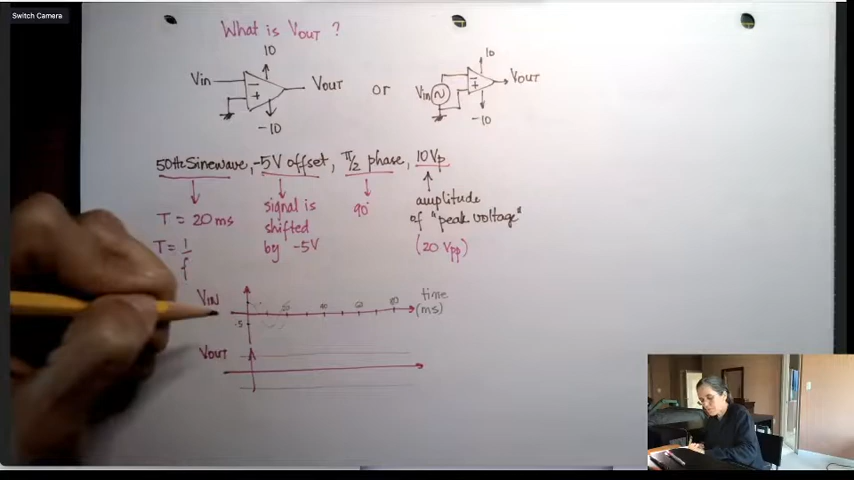 Switch Camera
What is VOUT ?
10
Vin
VOUT
-
+
-10
or
10
Vin
VOUT
-
+
-10
50Hz Sinewave, -5V offset, π/2 phase, 10Vp
T = 20ms
T = 1/f
signal is
shifted
by -5V
90°
amplitude
of "peak voltage"
(20 Vpp)
VIN
-5
time
(ms)
VOUT